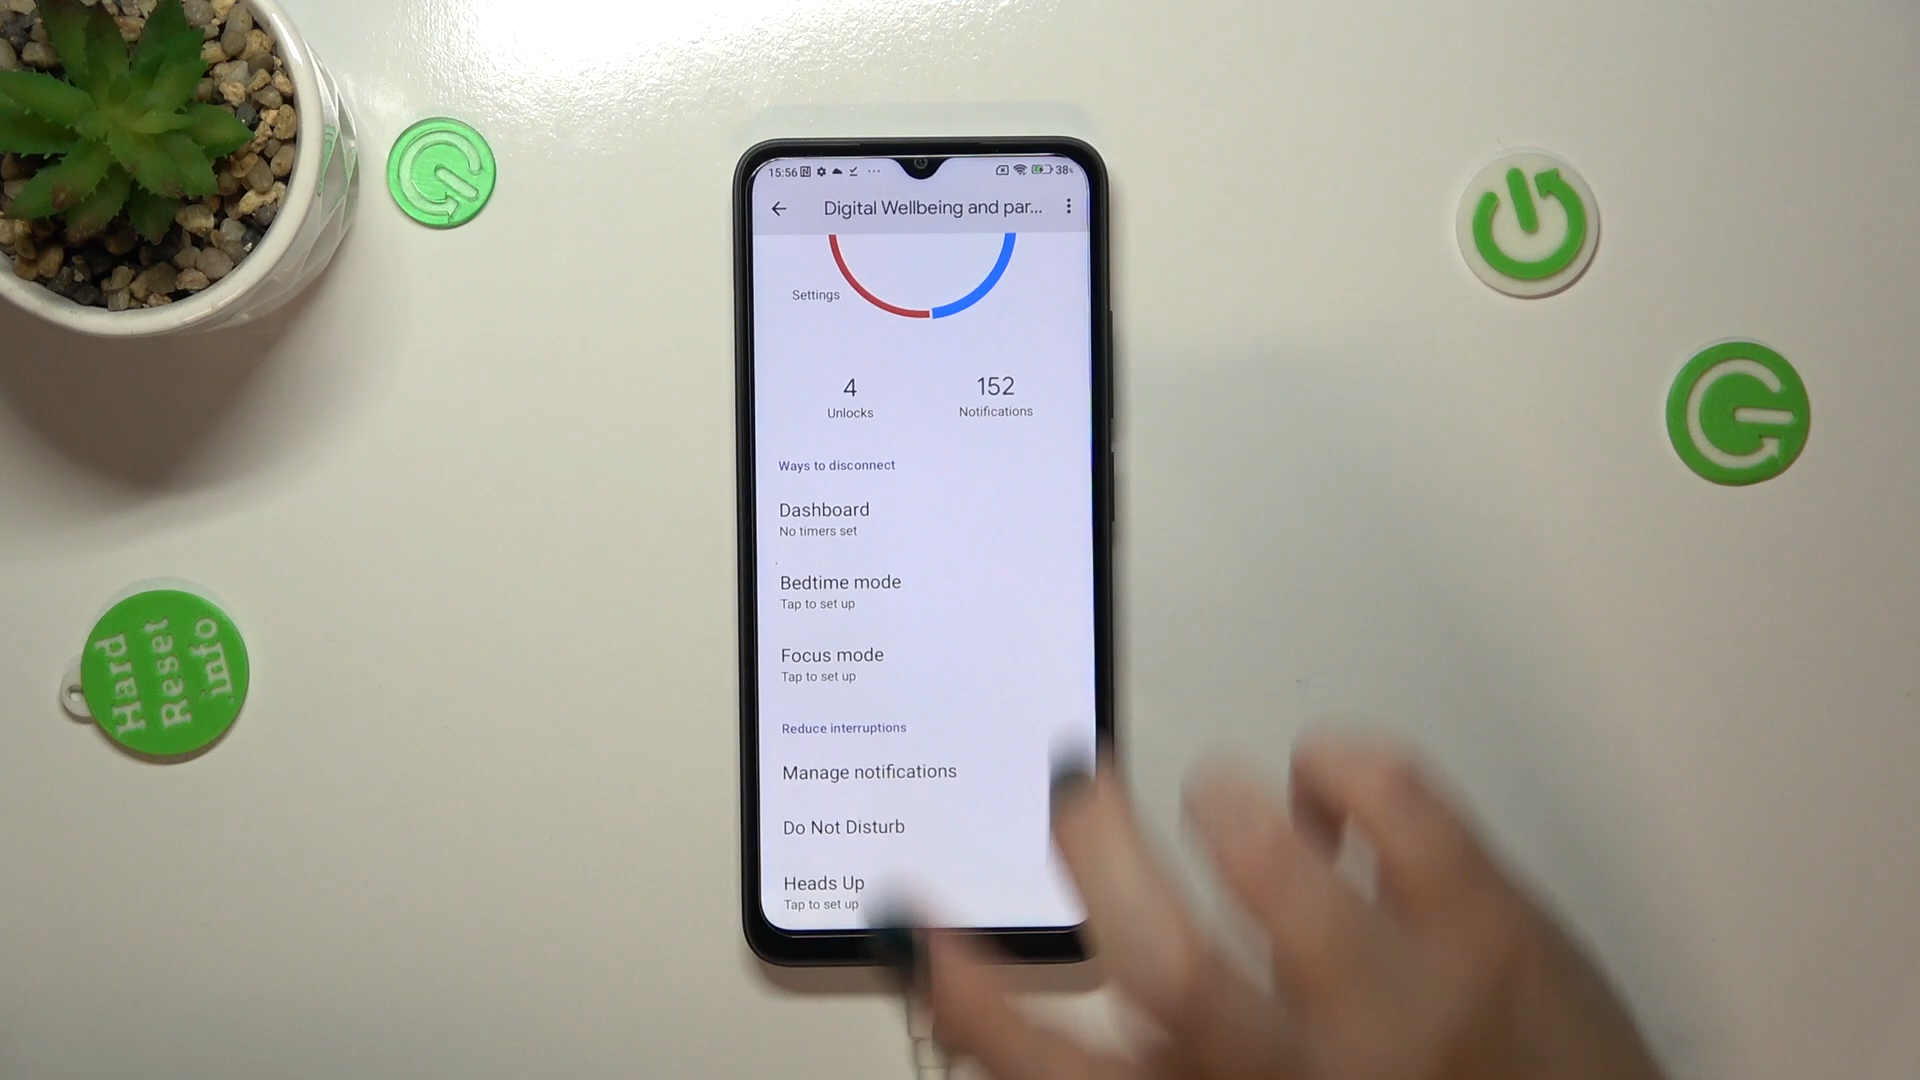 15:56
38%
Digital Wellbeing and par...
Settings
4
152
Unlocks
Notifications
Ways to disconnect
Dashboard
No timers set
Bedtime mode
Tap to set up
Focus mode
Tap to set up
Reduce interruptions
Manage notifications
Do Not Disturb
Heads Up
Tap to set up
Hard
Reset
.info